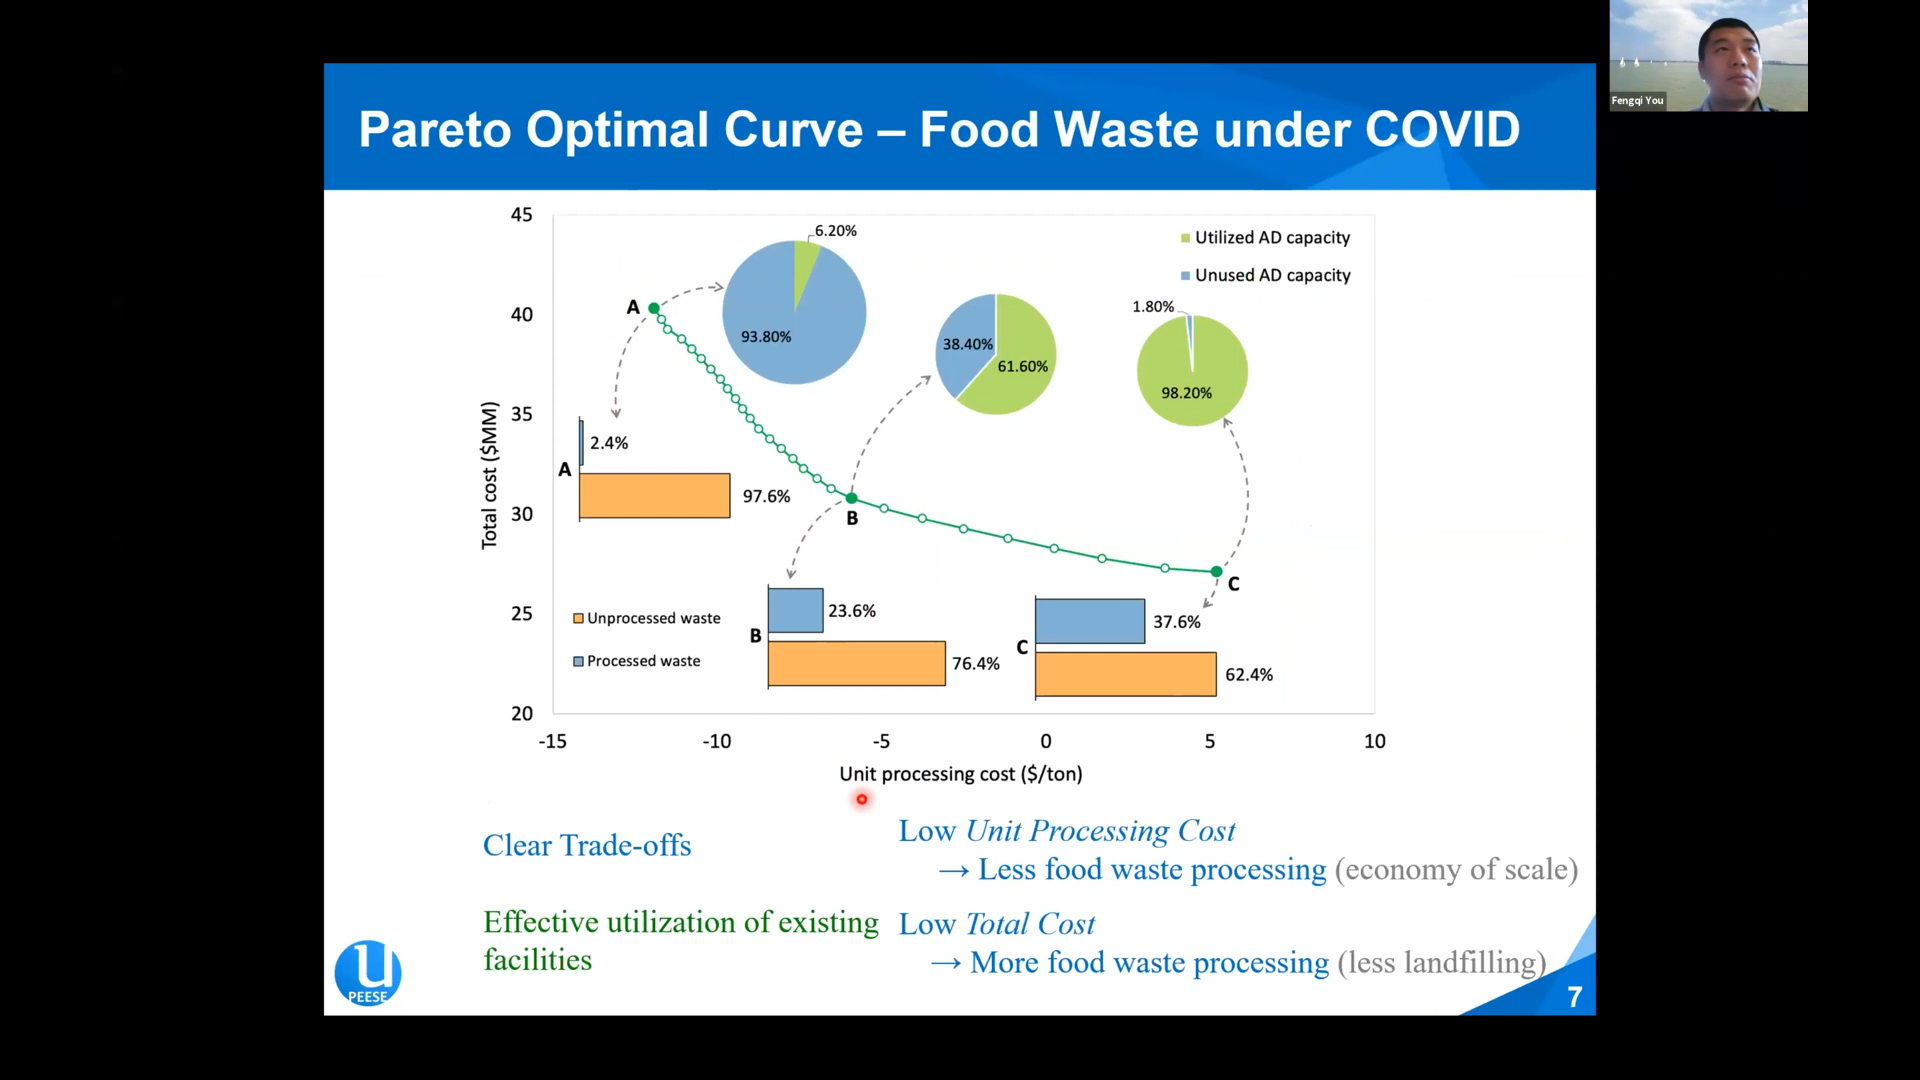 Fengqi You
Pareto Optimal Curve – Food Waste under COVID
45
40
35
30
25
20
Total cost ($MM)
-15
-10
-5
0
5
10
Unit processing cost ($/ton)
Utilized AD capacity
Unused AD capacity
6.20%
93.80%
38.40%
61.60%
1.80%
98.20%
A
B
C
A
2.4%
97.6%
B
23.6%
76.4%
C
37.6%
62.4%
Unprocessed waste
Processed waste
Clear Trade-offs
Low Unit Processing Cost
→ Less food waste processing (economy of scale)
Effective utilization of existing
facilities
Low Total Cost
→ More food waste processing (less landfilling)
U
PEESE
7